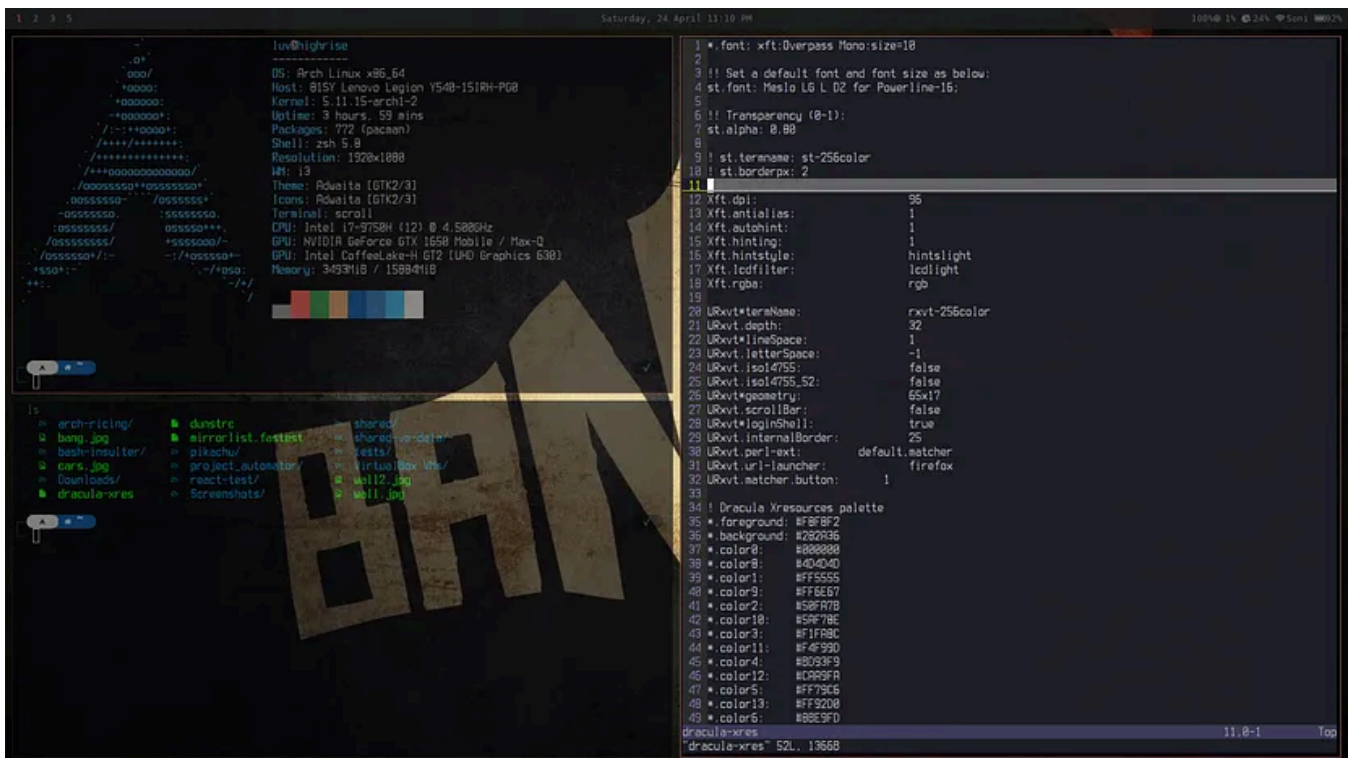 1 2 3 5
Saturday, 24 April 11:10 PM
100% 1% 24% Soni 92%
luv@highrise
------------
OS: Arch Linux x86_64
Host: 81SY Lenovo Legion Y540-15IRH-PG0
Kernel: 5.11.15-arch1-2
Uptime: 3 hours, 59 mins
Packages: 772 (pacman)
Shell: zsh 5.8
Resolution: 1920x1080
WM: i3
Theme: Adwaita [GTK2/3]
Icons: Adwaita [GTK2/3]
Terminal: scroll
CPU: Intel i7-9750H (12) @ 4.500GHz
GPU: NVIDIA GeForce GTX 1650 Mobile / Max-Q
GPU: Intel CoffeeLake-H GT2 [UHD Graphics 630]
Memory: 3493MiB / 15884MiB
ls
arch-ricing/ dunstrc shared/
bang.jpg mirrorlist.fastest shared-vm-data/
bash-insulter/ pikachu/ tests/
cars.jpg project_automator/ VirtualBox VMs/
Downloads/ react-test/ wall2.jpg
dracula-xres Screenshots/ wall.jpg
BAN
1 *.font: xft:Overpass Mono:size=10
2
3 !! Set a default font and font size as below:
4 st.font: Meslo LG L DZ for Powerline-16;
5
6 !! Transparency (0-1):
7 st.alpha: 0.80
8
9 ! st.termname: st-256color
10 ! st.borderpx: 2
11
12 Xft.dpi: 96
13 Xft.antialias: 1
14 Xft.autohint: 1
15 Xft.hinting: 1
16 Xft.hintstyle: hintslight
17 Xft.lcdfilter: lcdlight
18 Xft.rgba: rgb
19
20 URxvt*termName: rxvt-256color
21 URxvt.depth: 32
22 URxvt*lineSpace: 1
23 URxvt.letterSpace: -1
24 URxvt.iso14755: false
25 URxvt.iso14755_52: false
26 URxvt*geometry: 65x17
27 URxvt.scrollBar: false
28 URxvt*loginShell: true
29 URxvt.internalBorder: 25
30 URxvt.perl-ext: default,matcher
31 URxvt.url-launcher: firefox
32 URxvt.matcher.button: 1
33
34 ! Dracula Xresources palette
35 *.foreground: #F8F8F2
36 *.background: #282A36
37 *.color0: #000000
38 *.color8: #4D4D4D
39 *.color1: #FF5555
40 *.color9: #FF6E67
41 *.color2: #50FA7B
42 *.color10: #5AF78E
43 *.color3: #F1FA8C
44 *.color11: #F4F99D
45 *.color4: #BD93F9
46 *.color12: #CAA9FA
47 *.color5: #FF79C6
48 *.color13: #FF92D0
49 *.color6: #8BE9FD
dracula-xres 11,0-1 Top
"dracula-xres" 52L, 1366B